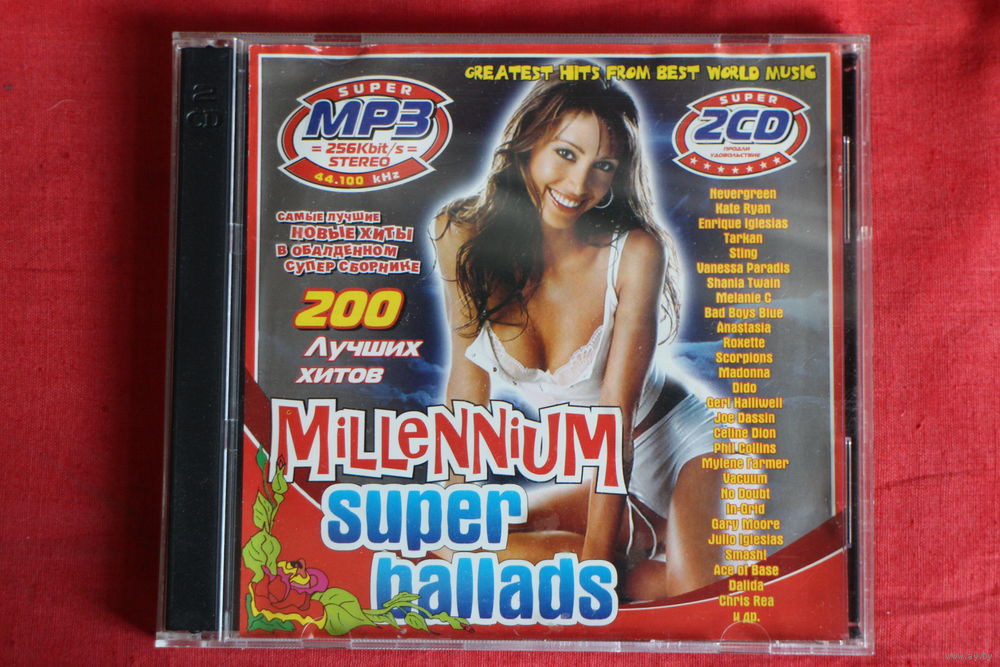 GREATEST HITS FROM BEST WORLD MUSIC
SUPER
MP3
= 256Kbit/s =
STEREO
44.100 kHz
SUPER
2CD
ПРОДЛИ
УДОВОЛЬСТВИЕ
САМЫЕ ЛУЧШИЕ
НОВЫЕ ХИТЫ
В ОБАЛДЕННОМ
СУПЕР СБОРНИКЕ
200
Лучших
хитов
MiLLeNNiUM
super
ballads
Nevergreen
Kate Ryan
Enrique Iglesias
Tarkan
Sting
Vanessa Paradis
Shania Twain
Melanie C
Bad Boys Blue
Anastasia
Roxette
Scorpions
Madonna
Dido
Geri Halliwell
Joe Dassin
Celine Dion
Phil Collins
Mylene Farmer
Vacuum
No Doubt
In-Grid
Gary Moore
Julio Iglesias
Smash!
Ace of Base
Dalida
Chris Rea
и др.